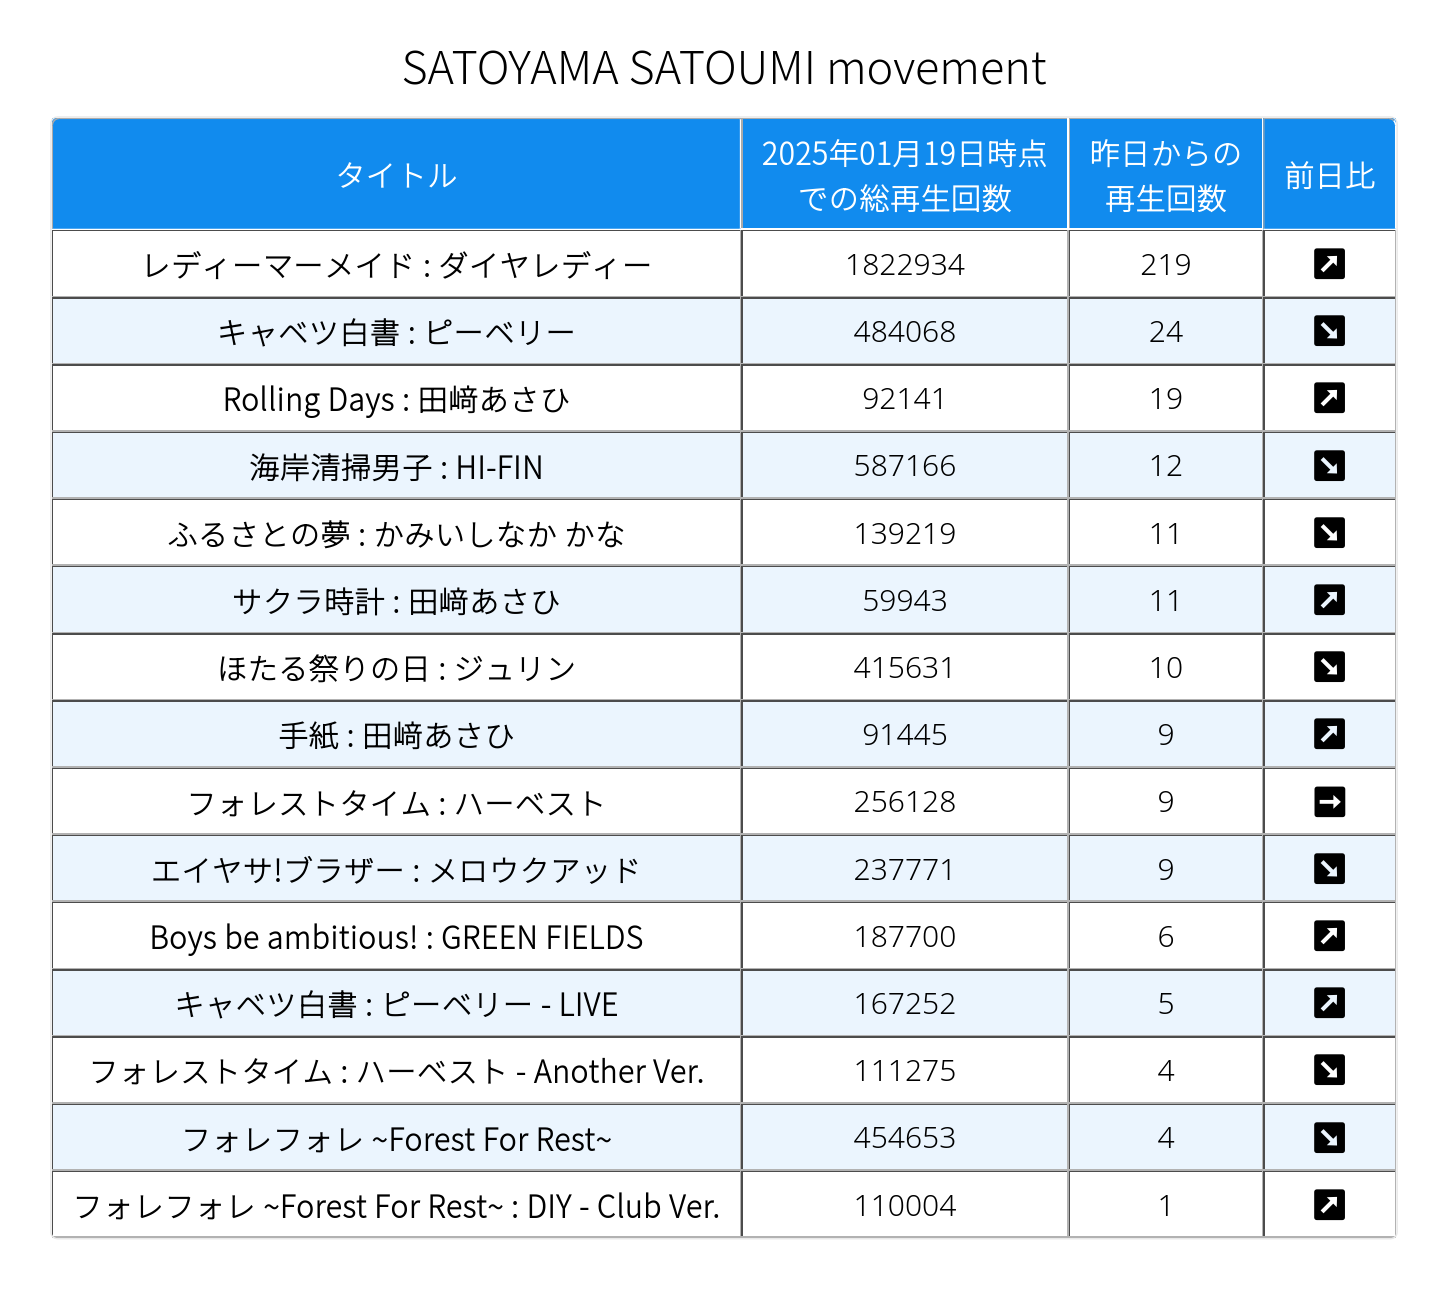 SATOYAMA SATOUMI movement
タイトル 2025年01月19日時点での総再生回数 昨日からの再生回数 前日比
レディーマーメイド : ダイヤレディー 1822934 219 ↗
キャベツ白書 : ピーベリー 484068 24 ↘
Rolling Days : 田﨑あさひ 92141 19 ↗
海岸清掃男子 : HI-FIN 587166 12 ↘
ふるさとの夢 : かみいしなか かな 139219 11 ↘
サクラ時計 : 田﨑あさひ 59943 11 ↗
ほたる祭りの日 : ジュリン 415631 10 ↘
手紙 : 田﨑あさひ 91445 9 ↗
フォレストタイム : ハーベスト 256128 9 →
エイヤサ!ブラザー : メロウクアッド 237771 9 ↘
Boys be ambitious! : GREEN FIELDS 187700 6 ↗
キャベツ白書 : ピーベリー - LIVE 167252 5 ↗
フォレストタイム : ハーベスト - Another Ver. 111275 4 ↘
フォレフォレ ~Forest For Rest~ 454653 4 ↘
フォレフォレ ~Forest For Rest~ : DIY - Club Ver. 110004 1 ↗